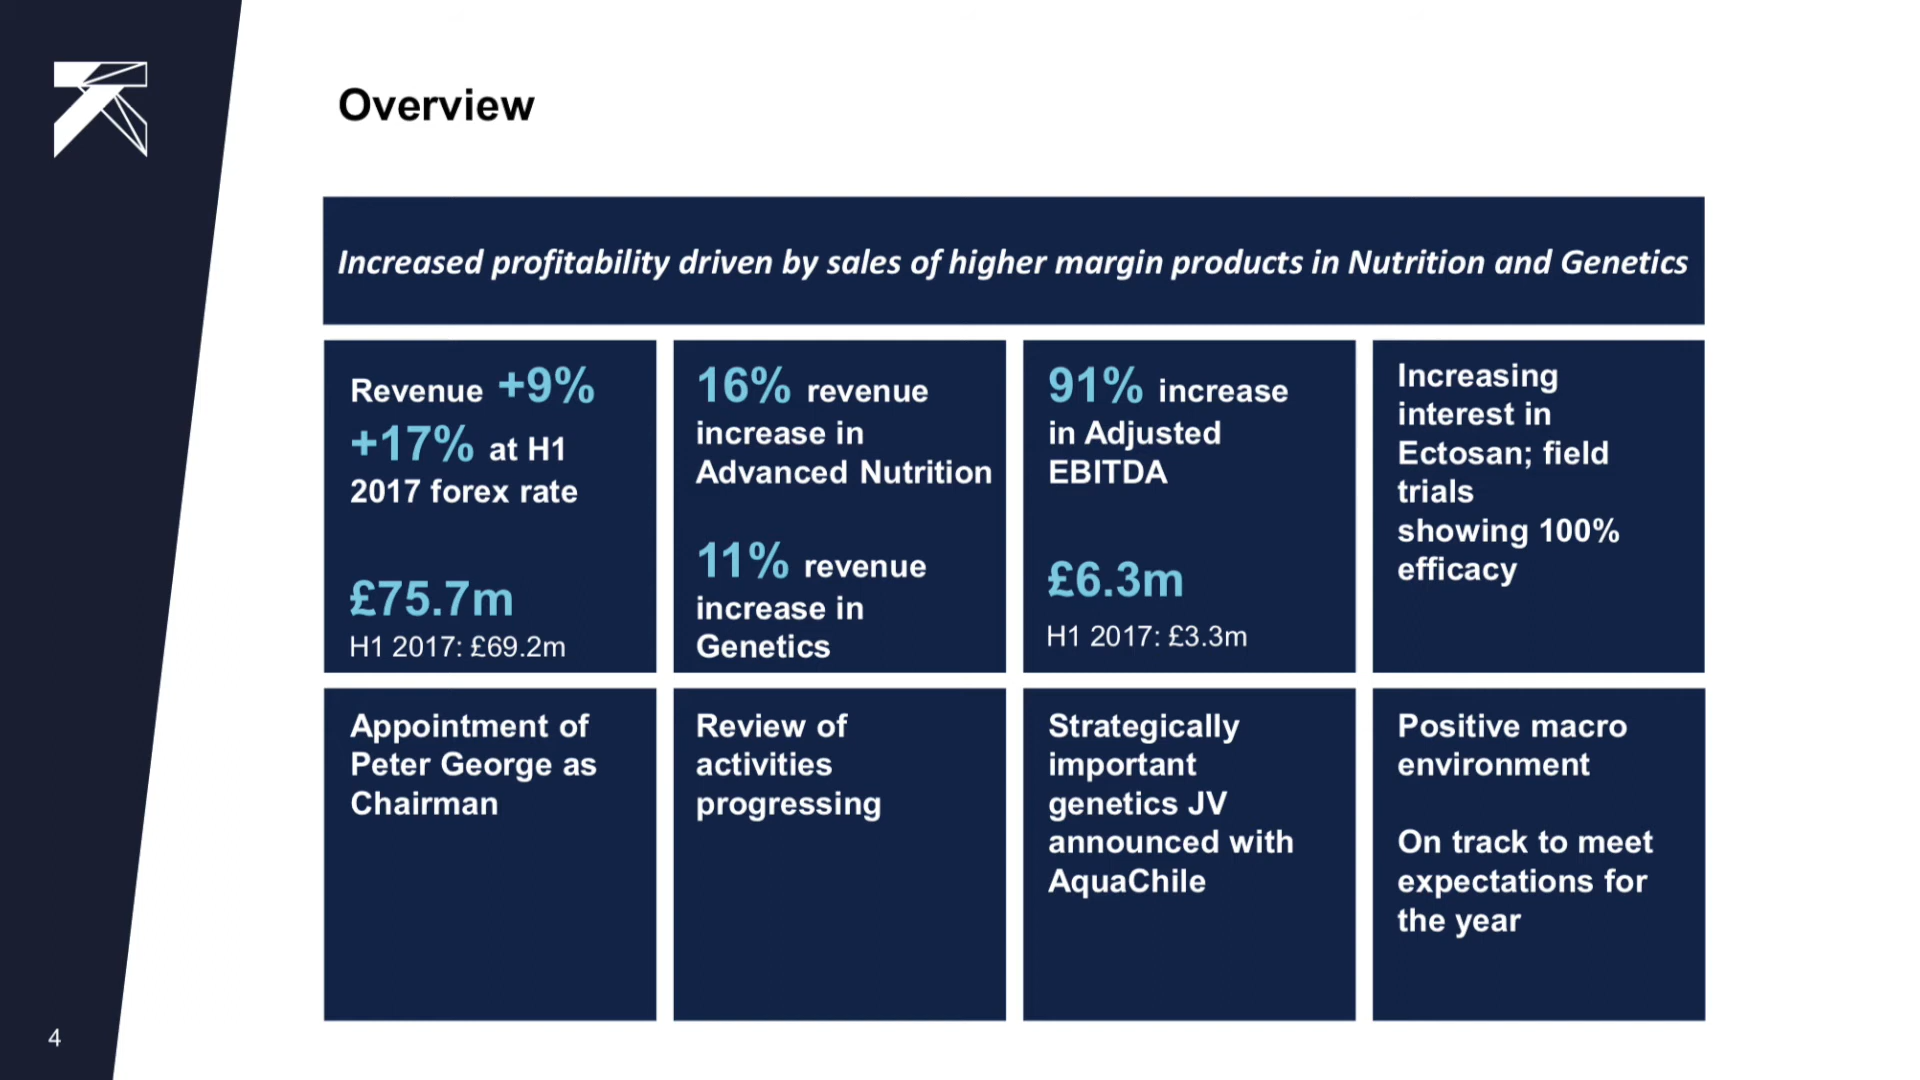 Overview
Increased profitability driven by sales of higher margin products in Nutrition and Genetics
Revenue +9%
+17% at H1
2017 forex rate
£75.7m
H1 2017: £69.2m
16% revenue
increase in
Advanced Nutrition
11% revenue
increase in
Genetics
91% increase
in Adjusted
EBITDA
£6.3m
H1 2017: £3.3m
Increasing
interest in
Ectosan; field
trials
showing 100%
efficacy
Appointment of
Peter George as
Chairman
Review of
activities
progressing
Strategically
important
genetics JV
announced with
AquaChile
Positive macro
environment
On track to meet
expectations for
the year
4